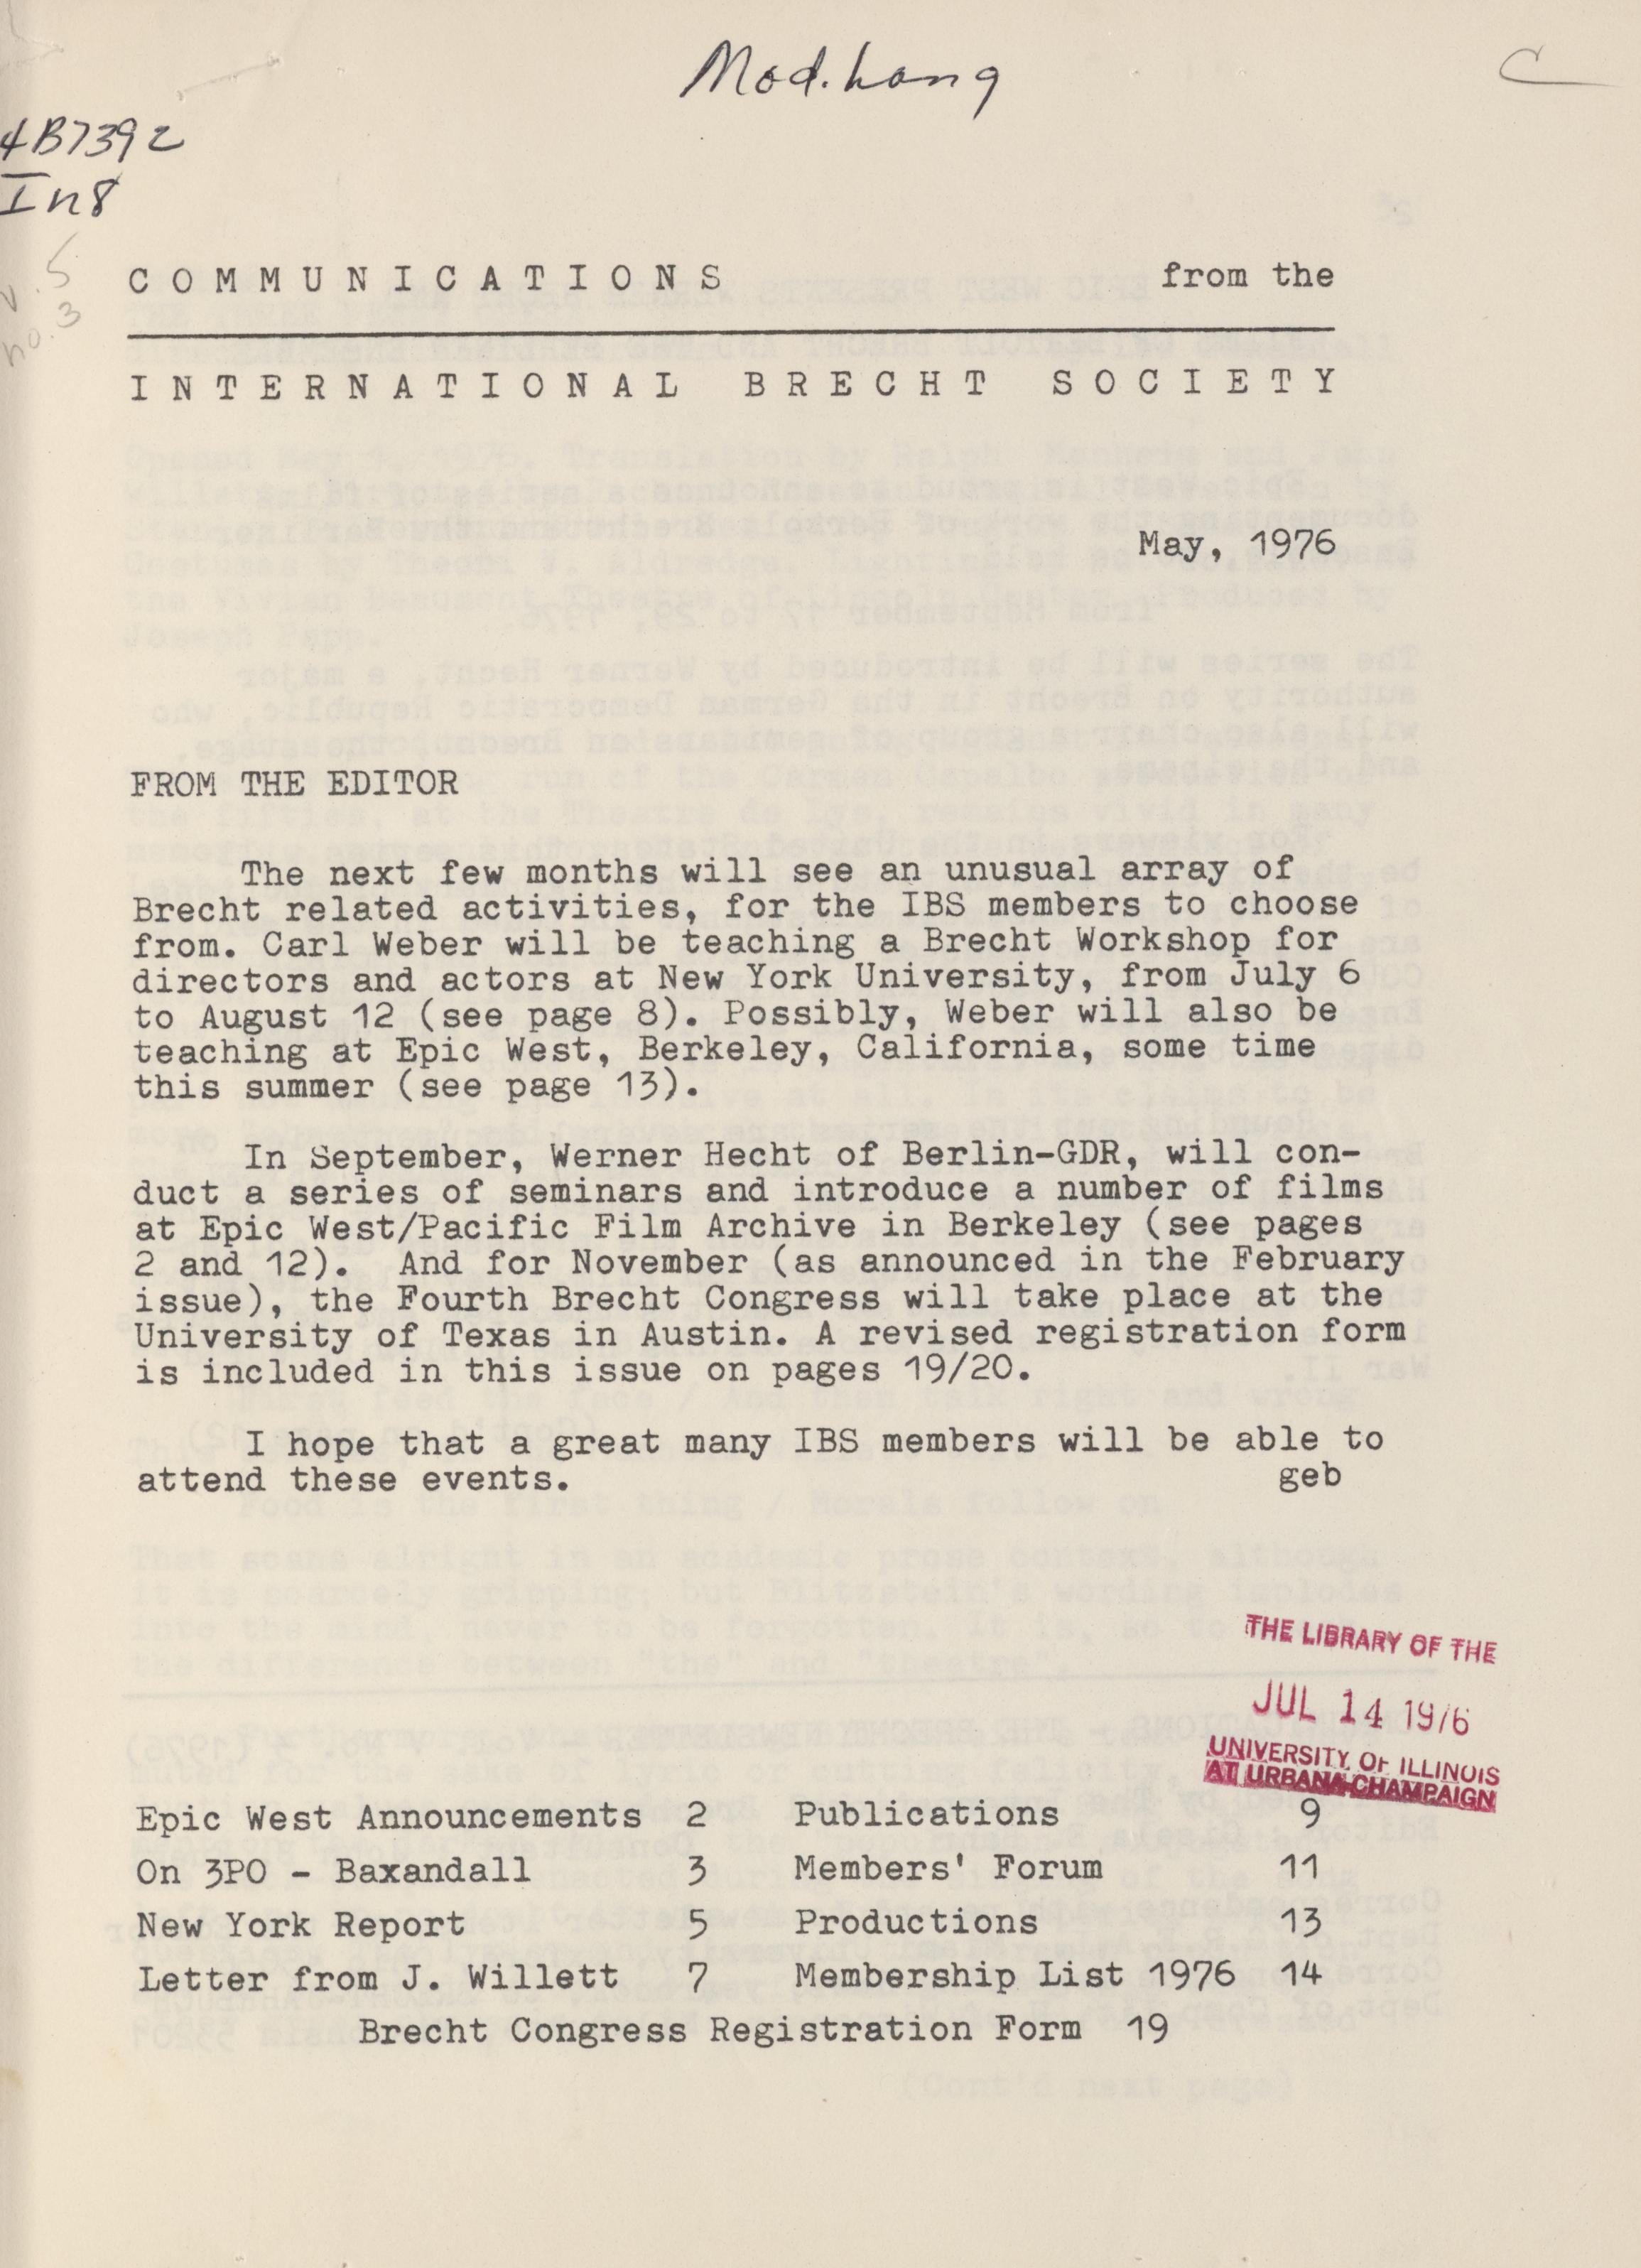 Mod. Lang
C
4B739z
In8
v. 5
no. 3
COMMUNICATIONS from the
INTERNATIONAL BRECHT SOCIETY
May, 1976
FROM THE EDITOR
The next few months will see an unusual array of
Brecht related activities, for the IBS members to choose
from. Carl Weber will be teaching a Brecht Workshop for
directors and actors at New York University, from July 6
to August 12 (see page 8). Possibly, Weber will also be
teaching at Epic West, Berkeley, California, some time
this summer (see page 13).
In September, Werner Hecht of Berlin-GDR, will con-
duct a series of seminars and introduce a number of films
at Epic West/Pacific Film Archive in Berkeley (see pages
2 and 12). And for November (as announced in the February
issue), the Fourth Brecht Congress will take place at the
University of Texas in Austin. A revised registration form
is included in this issue on pages 19/20.
I hope that a great many IBS members will be able to
attend these events. geb
THE LIBRARY OF THE
JUL 14 1976
UNIVERSITY OF ILLINOIS
AT URBANA-CHAMPAIGN
Epic West Announcements 2 Publications 9
On 3PO - Baxandall 3 Members' Forum 11
New York Report 5 Productions 13
Letter from J. Willett 7 Membership List 1976 14
Brecht Congress Registration Form 19